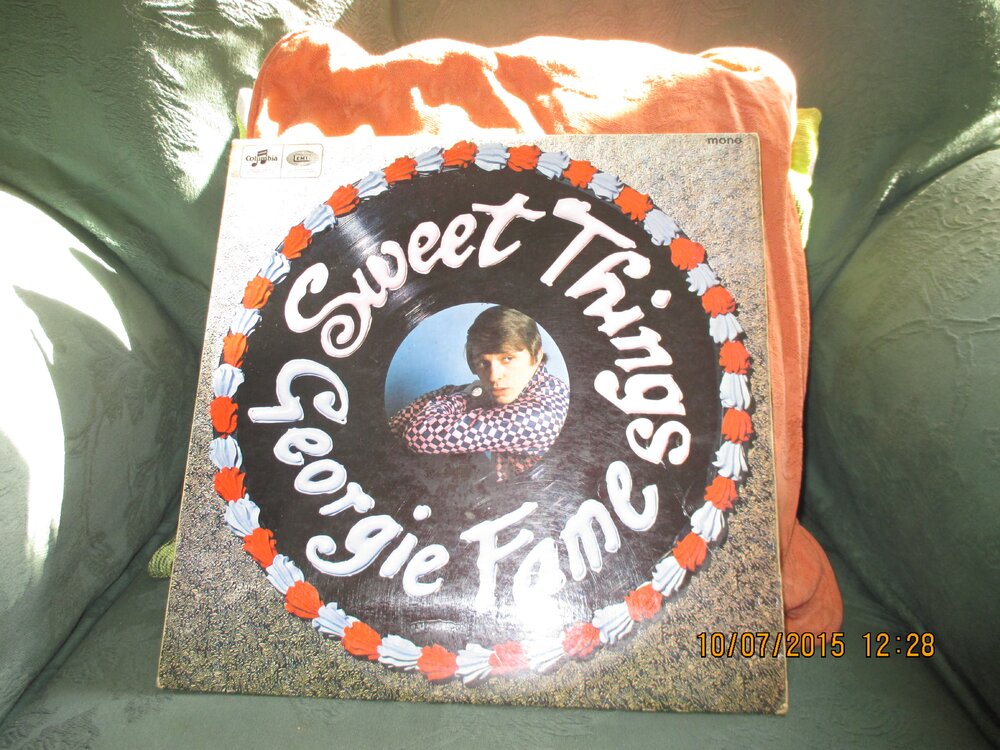 Columbia
EMI
mono
Sweet Things
Georgie Fame
10/07/2015 12:28